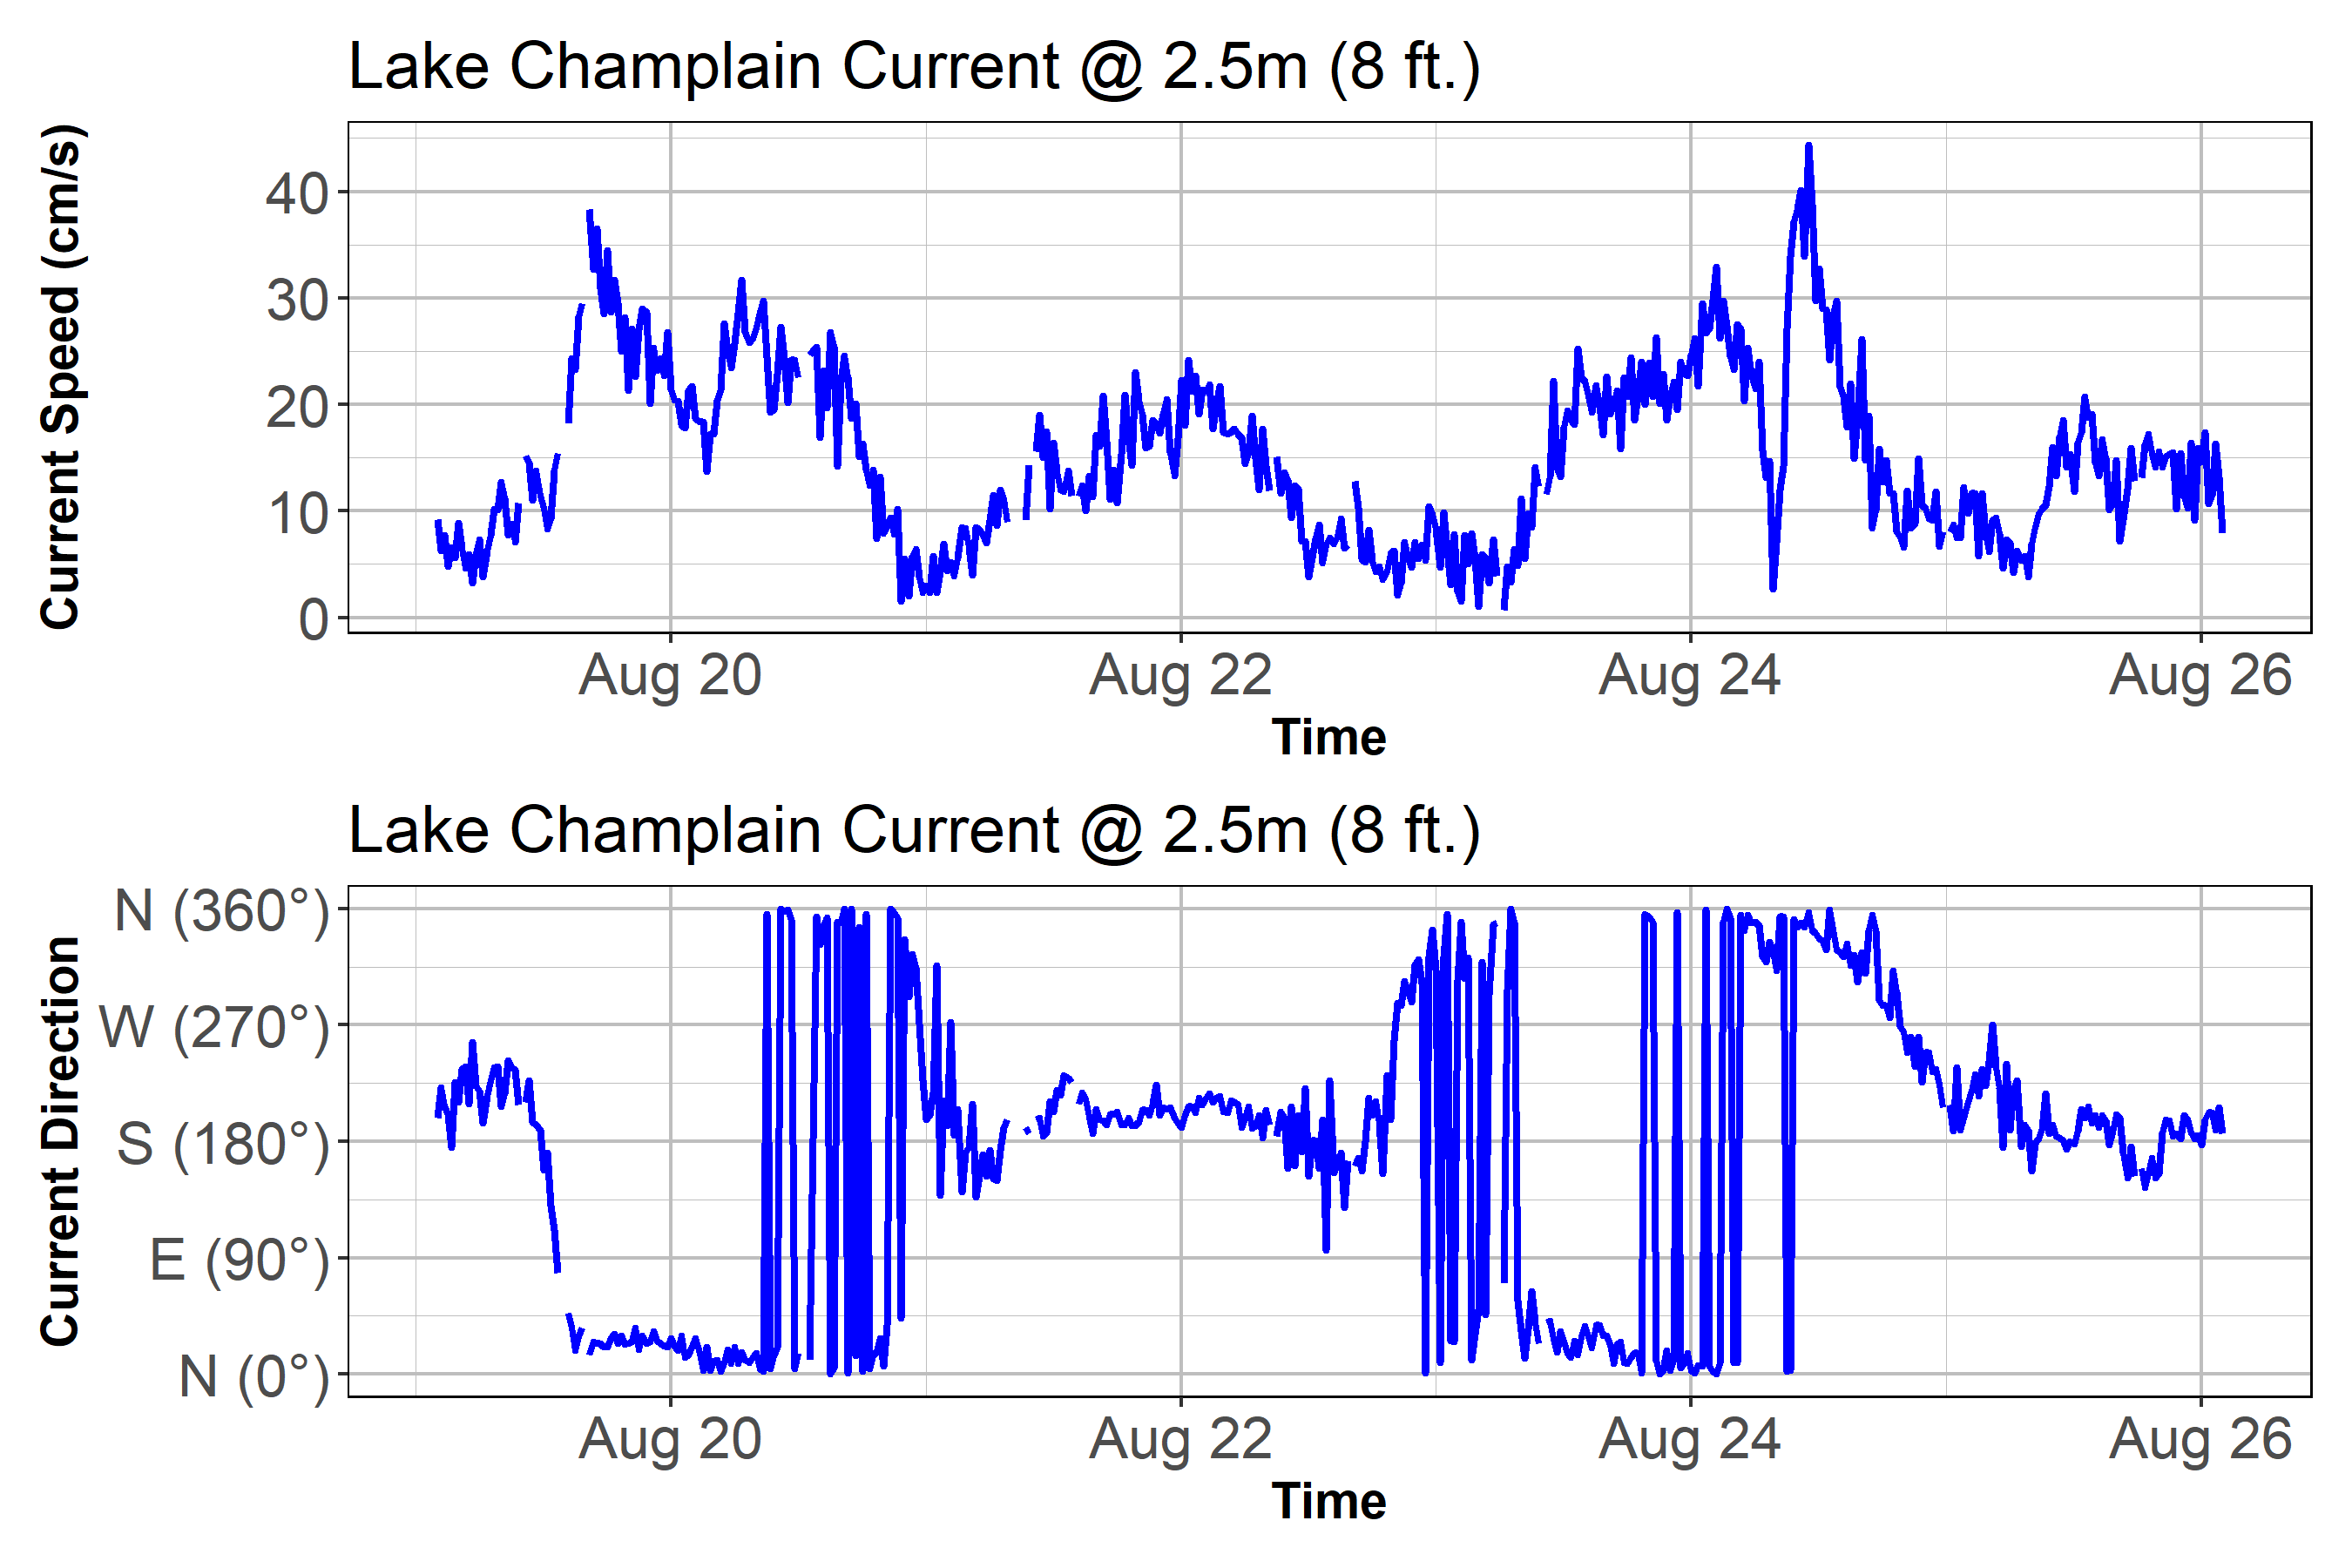 Lake Champlain Current @ 2.5m (8 ft.)
Current Speed (cm/s)
40
30
20
10
0
Aug 20 Aug 22 Aug 24 Aug 26
Time
Lake Champlain Current @ 2.5m (8 ft.)
Current Direction
N (360°)
W (270°)
S (180°)
E (90°)
N (0°)
Aug 20 Aug 22 Aug 24 Aug 26
Time